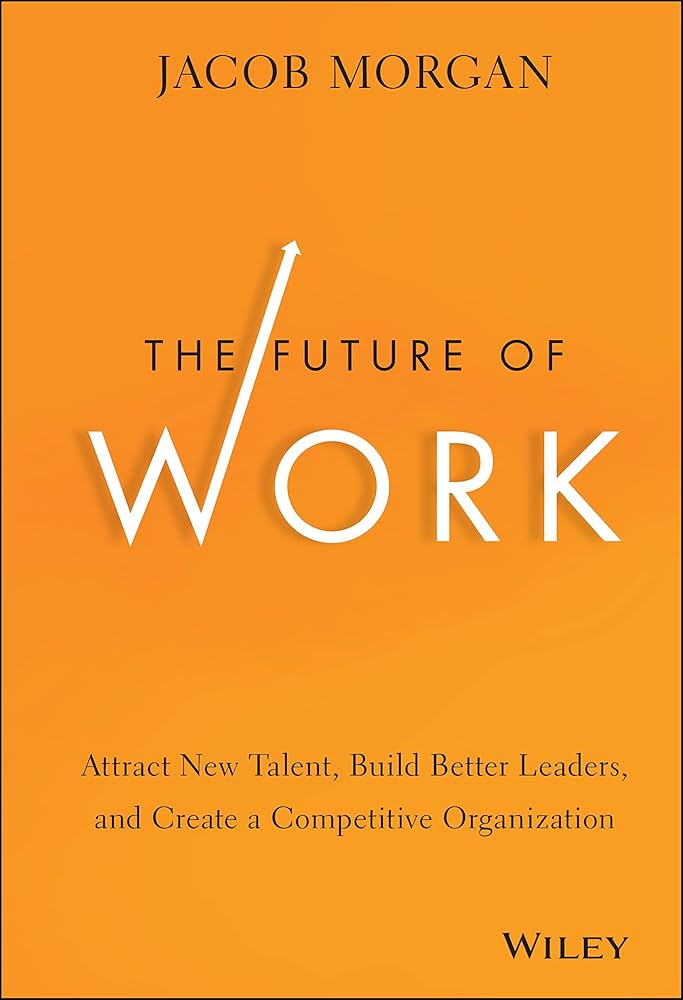 JACOB MORGAN
THE FUTURE OF
WORK
Attract New Talent, Build Better Leaders,
and Create a Competitive Organization
WILEY